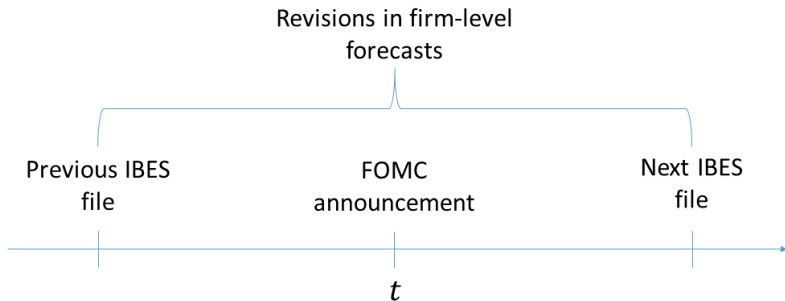 Revisions in firm-level
forecasts
Previous IBES
file
FOMC
announcement
Next IBES
file
t